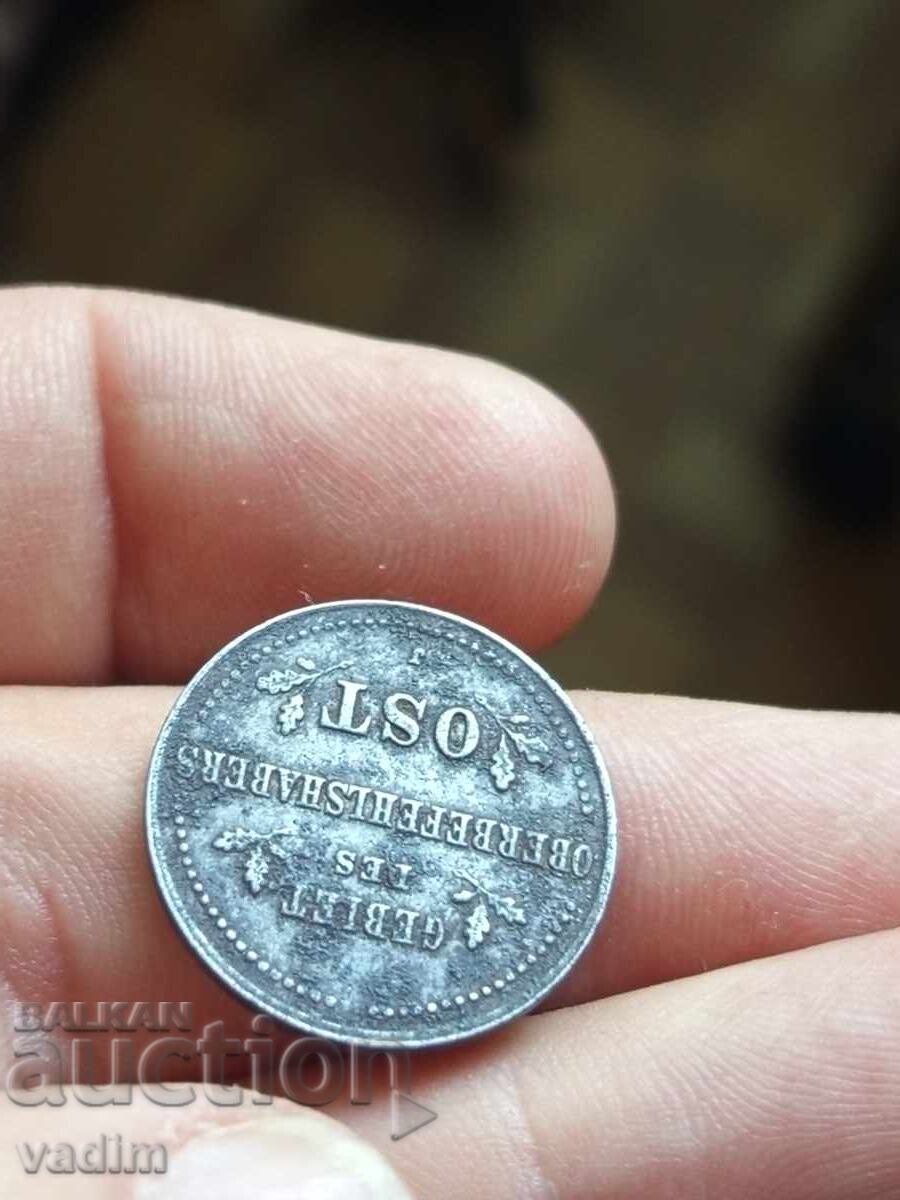 GEBIET
DES
OBERBEFEHLSHABERS
OST
J
BALKAN
auction
vadim